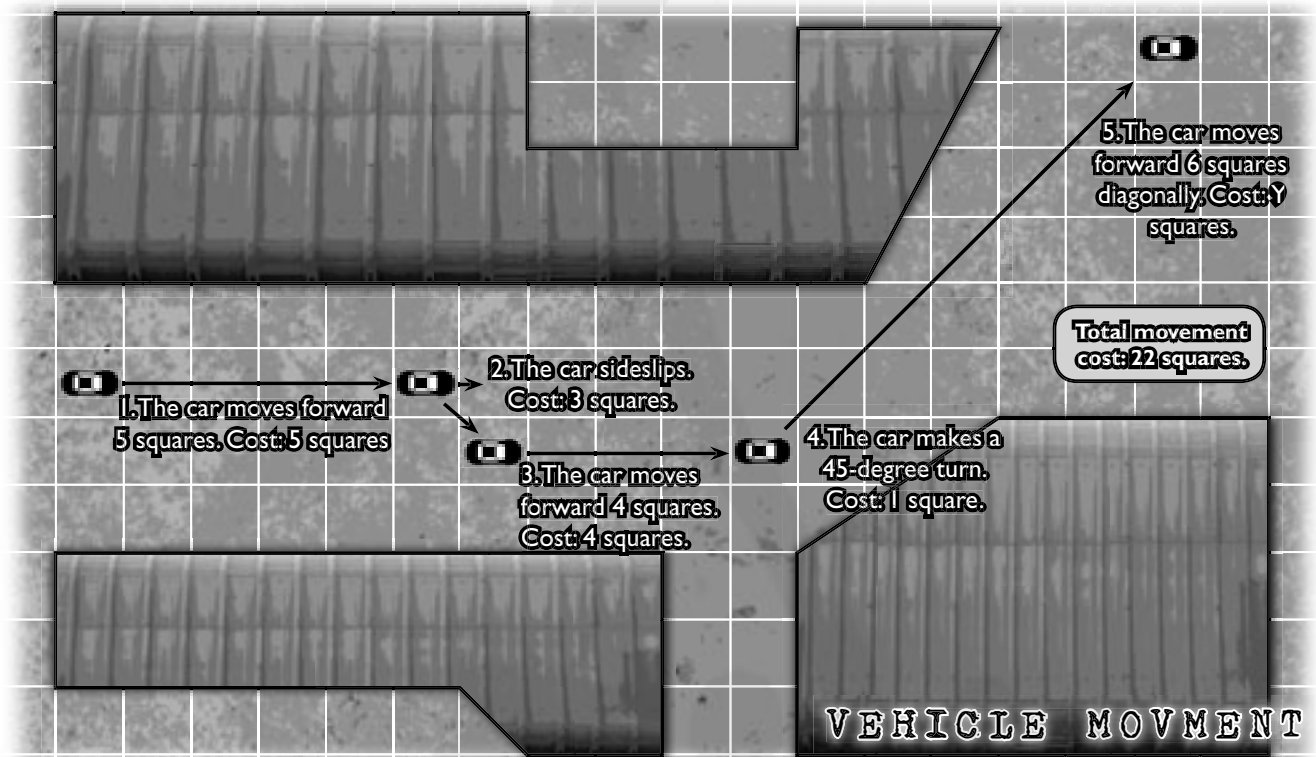 1.The car moves forward
5 squares. Cost: 5 squares
2.The car sideslips.
Cost: 3 squares.
3.The car moves
forward 4 squares.
Cost: 4 squares.
4.The car makes a
45-degree turn.
Cost: 1 square.
5.The car moves
forward 6 squares
diagonally. Cost: Y
squares.
Total movement
cost: 22 squares.
VEHICLE MOVMENT